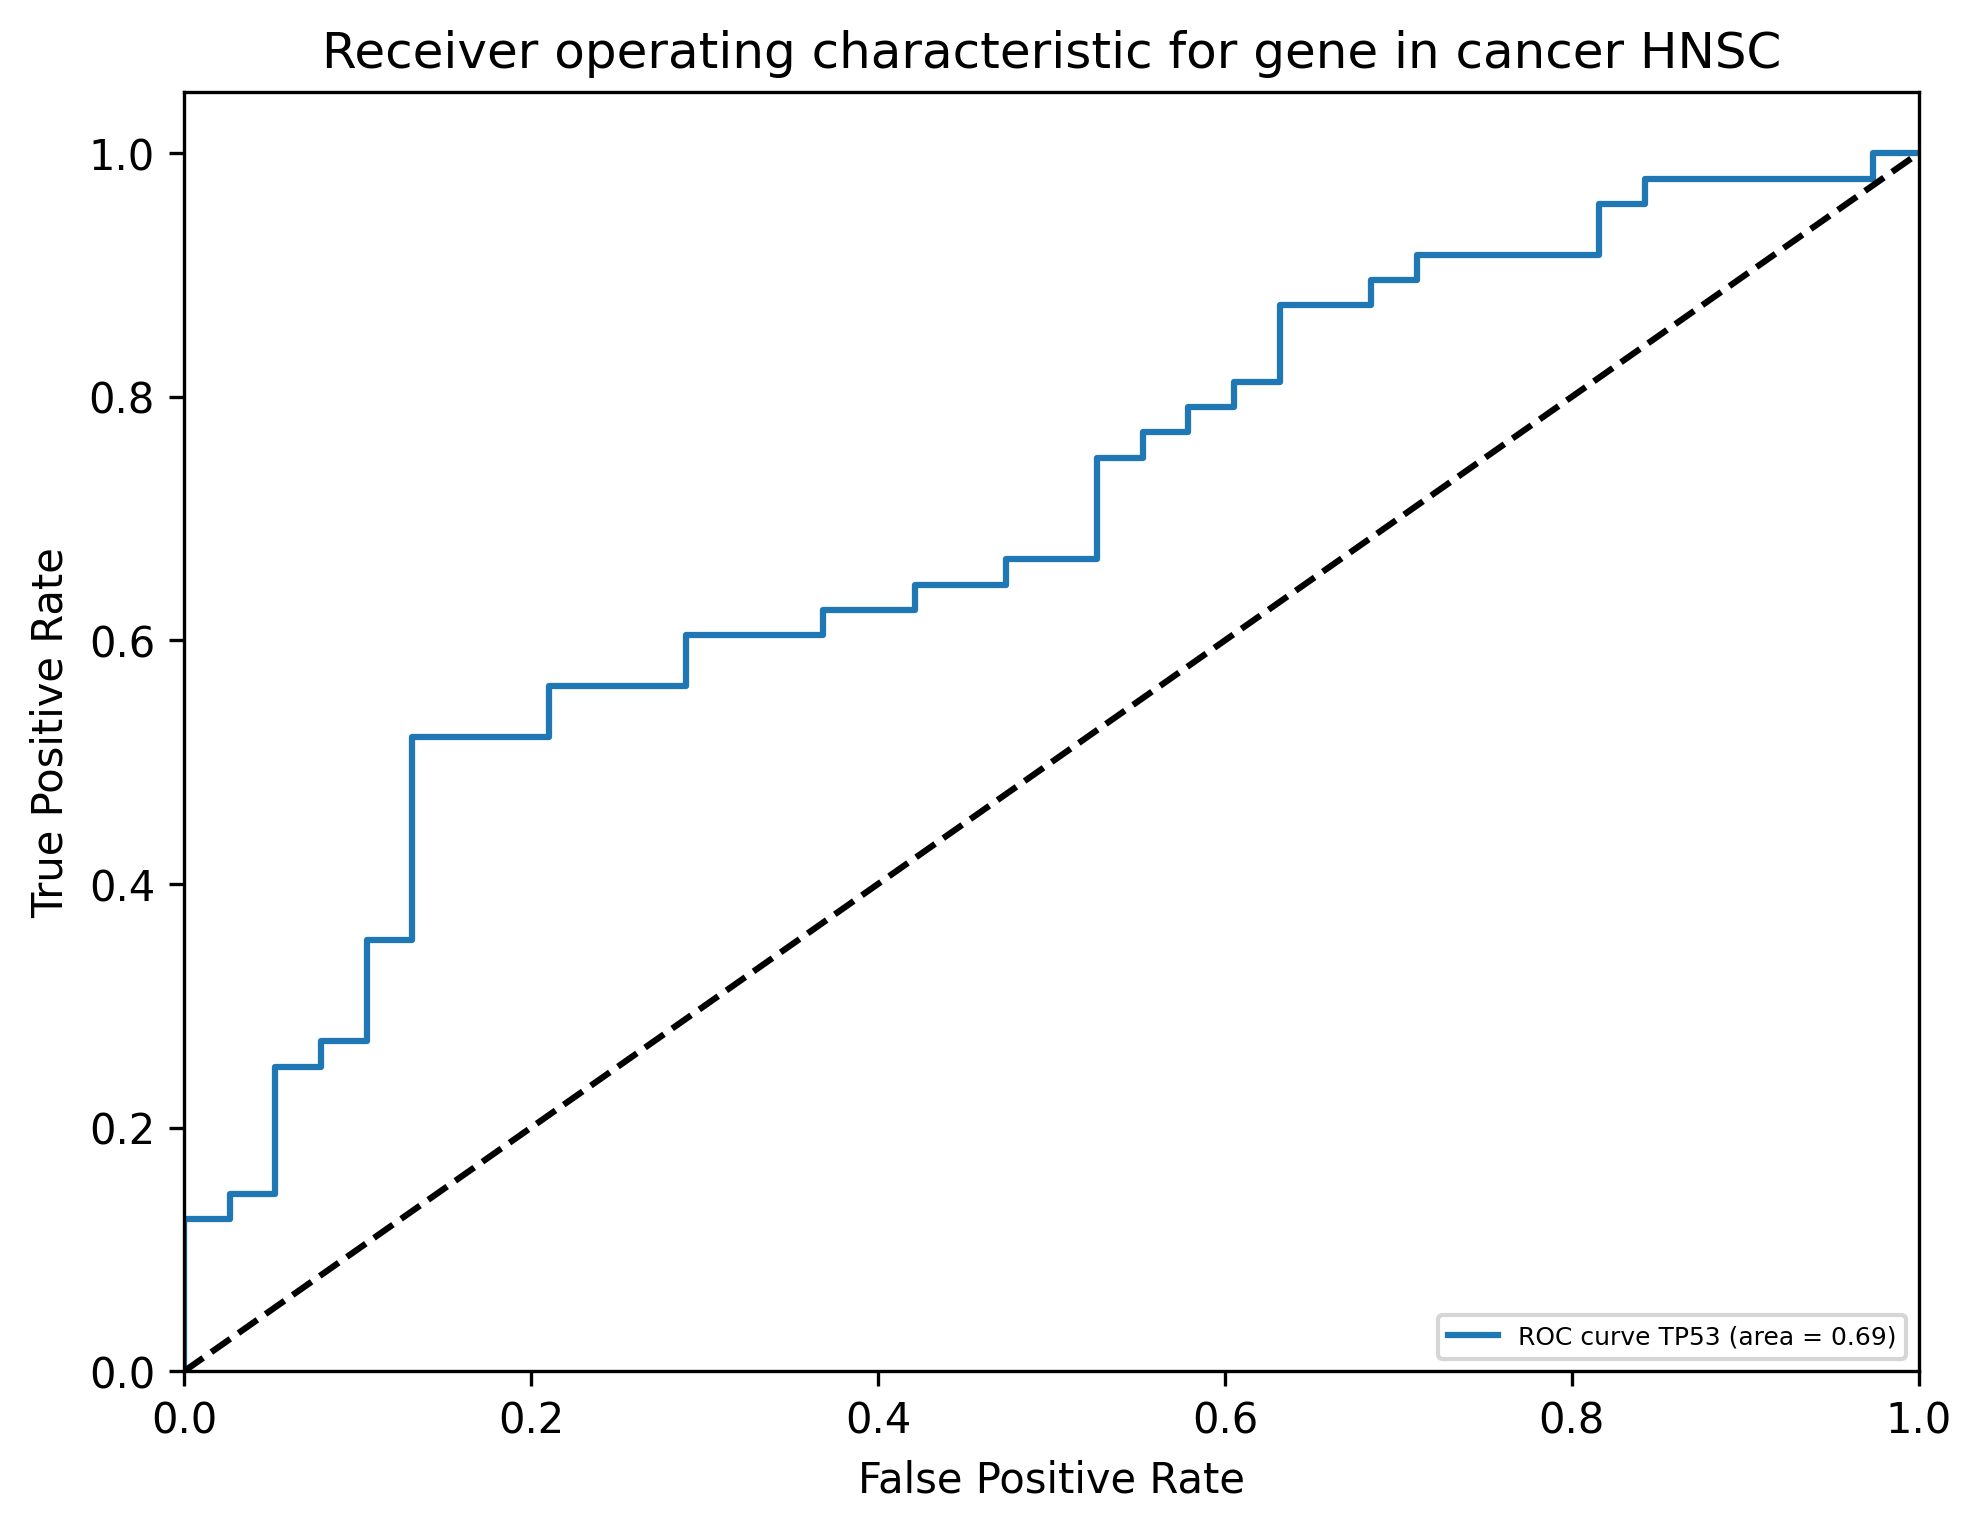 Receiver operating characteristic for gene in cancer HNSC
True Positive Rate
1.0
0.8
0.6
0.4
0.2
0.0
ROC curve TP53 (area = 0.69)
0.0 0.2 0.4 0.6 0.8 1.0
False Positive Rate